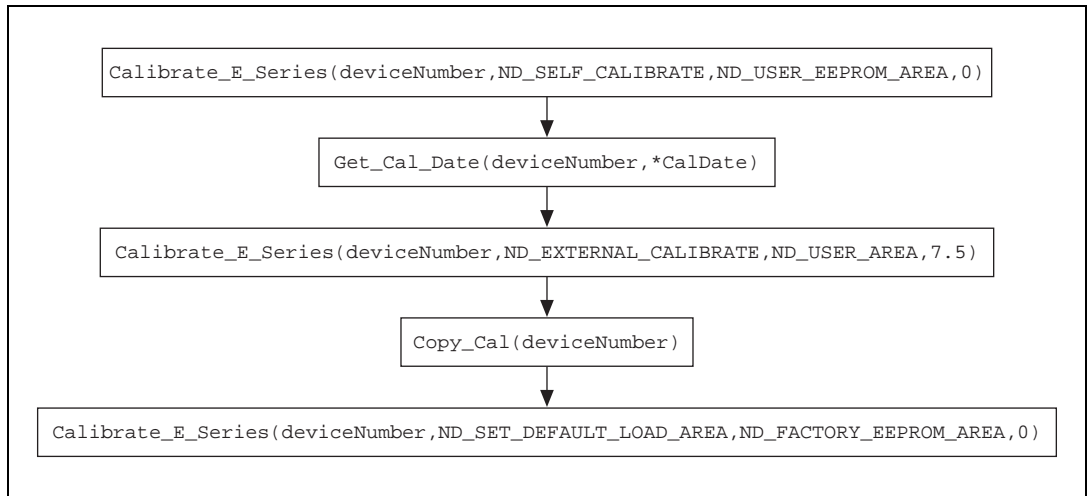 Calibrate_E_Series(deviceNumber,ND_SELF_CALIBRATE,ND_USER_EEPROM_AREA,0)
Get_Cal_Date(deviceNumber,*CalDate)
Calibrate_E_Series(deviceNumber,ND_EXTERNAL_CALIBRATE,ND_USER_AREA,7.5)
Copy_Cal(deviceNumber)
Calibrate_E_Series(deviceNumber,ND_SET_DEFAULT_LOAD_AREA,ND_FACTORY_EEPROM_AREA,0)